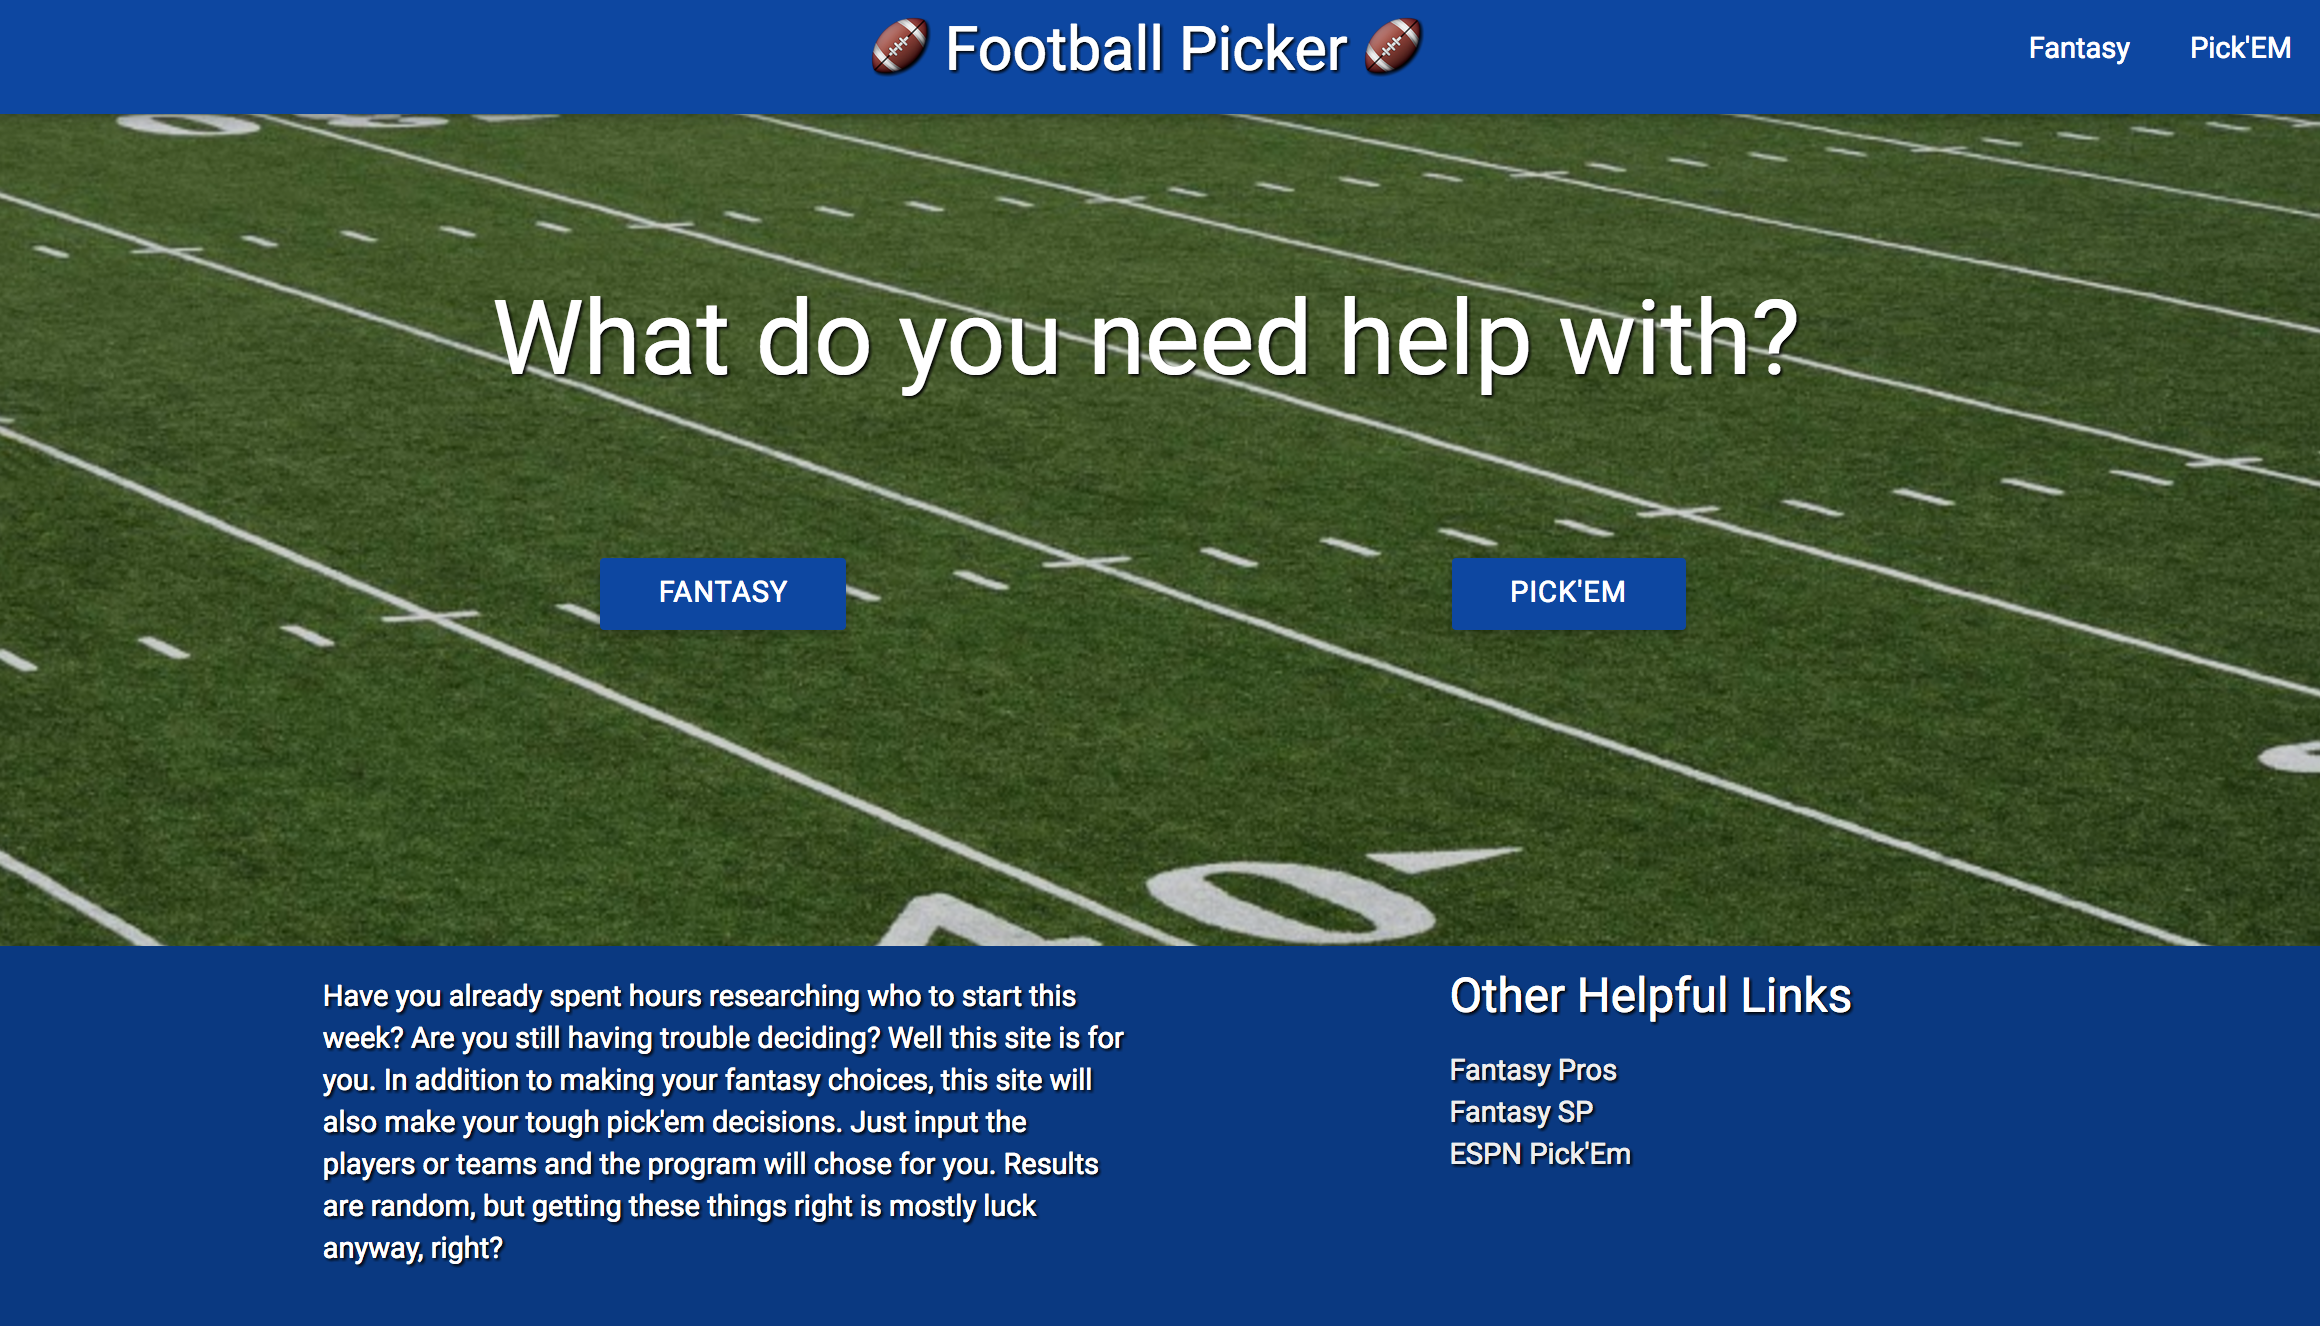 🏈 Football Picker 🏈
Fantasy
Pick'EM
What do you need help with?
FANTASY
PICK'EM
Have you already spent hours researching who to start this
week? Are you still having trouble deciding? Well this site is for
you. In addition to making your fantasy choices, this site will
also make your tough pick'em decisions. Just input the
players or teams and the program will chose for you. Results
are random, but getting these things right is mostly luck
anyway, right?
Other Helpful Links
Fantasy Pros
Fantasy SP
ESPN Pick'Em